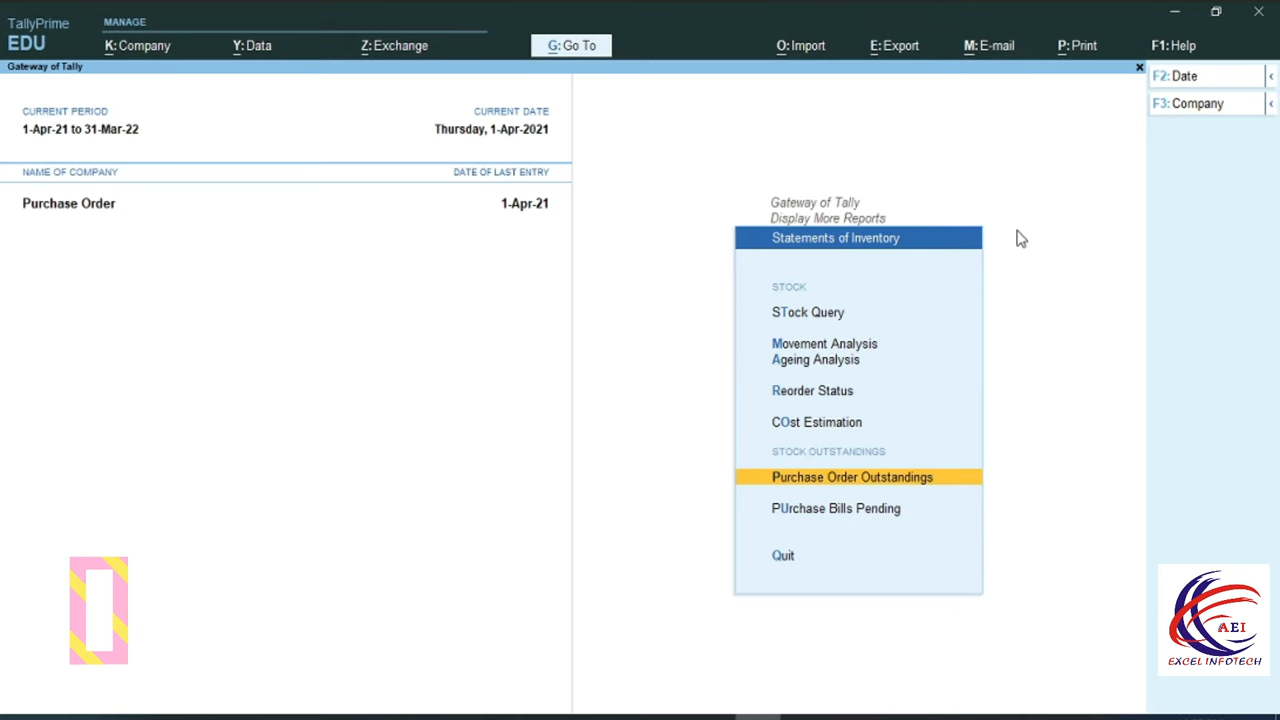 TallyPrime
EDU
MANAGE
K: Company
Y: Data
Z: Exchange
G: Go To
O: Import
E: Export
M: E-mail
P: Print
F1: Help
Gateway of Tally
x
F2: Date
F3: Company
CURRENT PERIOD
CURRENT DATE
1-Apr-21 to 31-Mar-22
Thursday, 1-Apr-2021
NAME OF COMPANY
DATE OF LAST ENTRY
Purchase Order
1-Apr-21
Gateway of Tally
Display More Reports
Statements of Inventory
STOCK
STock Query
Movement Analysis
Ageing Analysis
Reorder Status
COst Estimation
STOCK OUTSTANDINGS
Purchase Order Outstandings
PUrchase Bills Pending
Quit
AEI
EXCEL INFOTECH